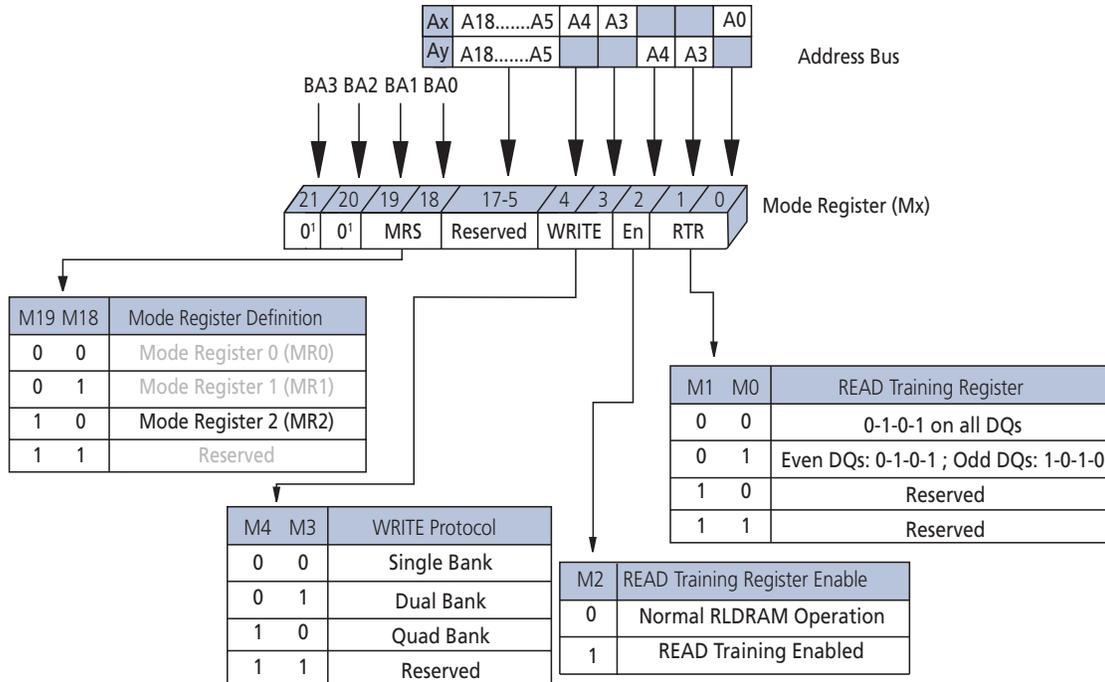 Ax A18.......A5 A4 A3 A0
Ay A18.......A5 A4 A3
Address Bus
BA3 BA2 BA1 BA0
21 20 19 18 17-5 4 3 2 1 0
Mode Register (Mx)
0¹ 0¹ MRS Reserved WRITE En RTR
M19 M18 Mode Register Definition
0 0 Mode Register 0 (MR0)
0 1 Mode Register 1 (MR1)
1 0 Mode Register 2 (MR2)
1 1 Reserved
M1 M0 READ Training Register
0 0 0-1-0-1 on all DQs
0 1 Even DQs: 0-1-0-1 ; Odd DQs: 1-0-1-0
1 0 Reserved
1 1 Reserved
M4 M3 WRITE Protocol
0 0 Single Bank
0 1 Dual Bank
1 0 Quad Bank
1 1 Reserved
M2 READ Training Register Enable
0 Normal RLDRAM Operation
1 READ Training Enabled